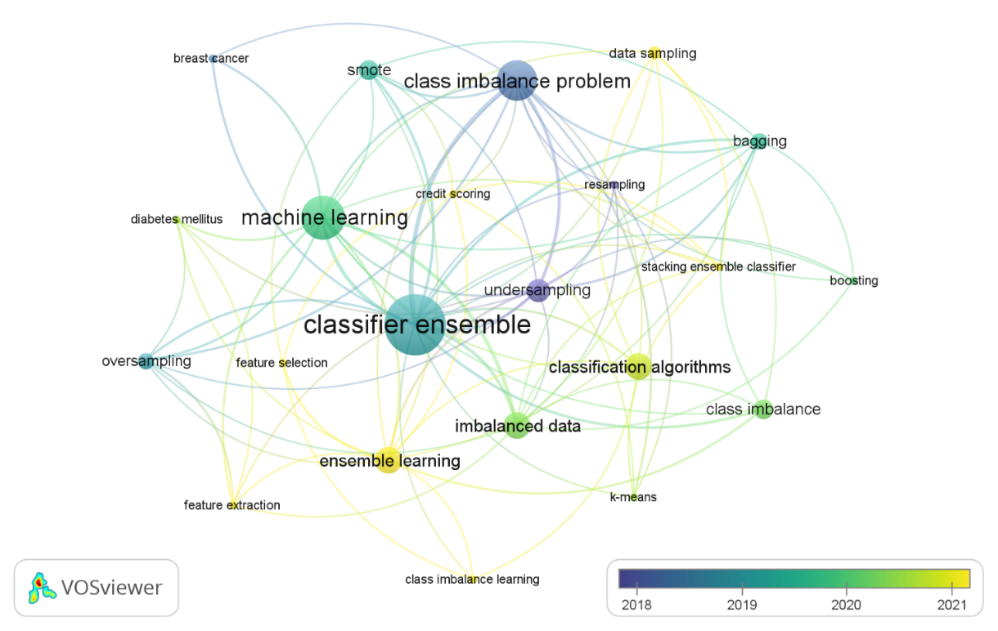 data sampling
breast cancer
smote
class imbalance problem
bagging
resampling
credit scoring
machine learning
diabetes mellitus
stacking ensemble classifier
boosting
undersampling
classifier ensemble
oversampling
feature selection
classification algorithms
class imbalance
imbalanced data
ensemble learning
k-means
feature extraction
class imbalance learning
VOSviewer
2018 2019 2020 2021